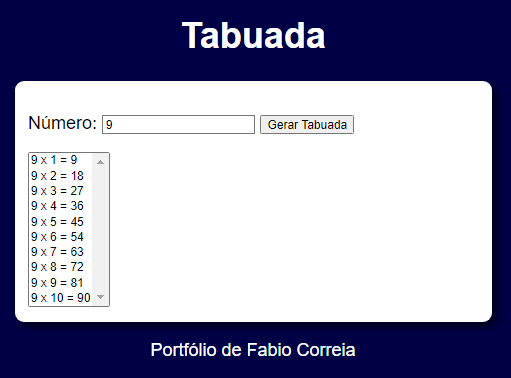 Tabuada
Número: 9 Gerar Tabuada
9 x 1 = 9
9 x 2 = 18
9 x 3 = 27
9 x 4 = 36
9 x 5 = 45
9 x 6 = 54
9 x 7 = 63
9 x 8 = 72
9 x 9 = 81
9 x 10 = 90
Portfólio de Fabio Correia